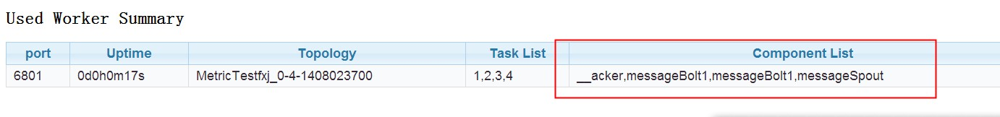 Used Worker Summary
port Uptime Topology Task List Component List
6801 0d0h0m17s MetricTestfxj_0-4-1408023700 1,2,3,4 __acker,messageBolt1,messageBolt1,messageSpout